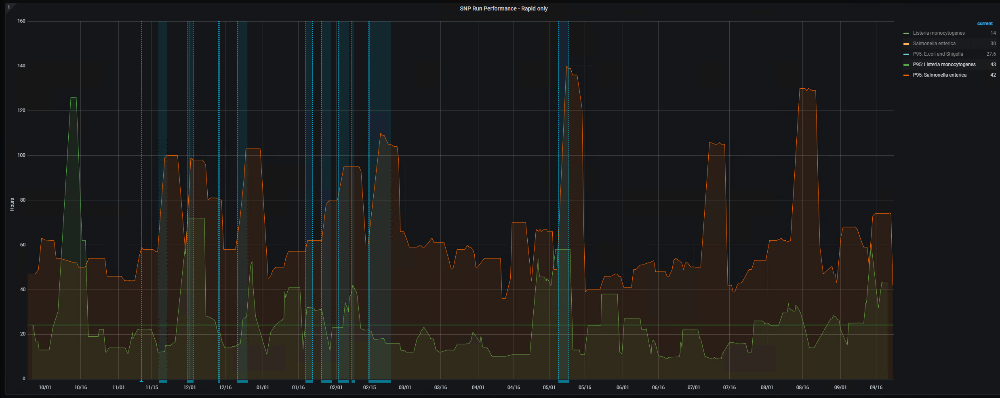 i
SNP Run Performance - Rapid only
160
140
120
100
80
60
40
20
0
Hours
10/01 10/16 11/01 11/15 12/01 12/16 01/01 01/16 02/01 02/15 03/01 03/16 04/01 04/16 05/01 05/16 06/01 06/16 07/01 07/16 08/01 08/16 09/01 09/16
current
Listeria monocytogenes 14
Salmonella enterica 30
P95: E.coli and Shigella 27.6
P95: Listeria monocytogenes 43
P95: Salmonella enterica 42